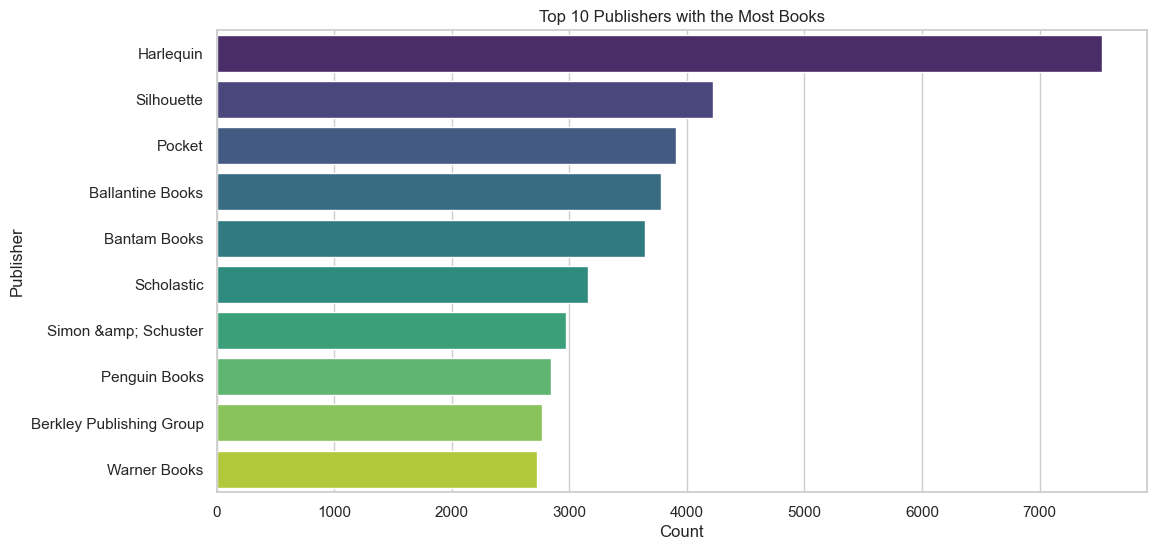 Top 10 Publishers with the Most Books
Publisher
Harlequin
Silhouette
Pocket
Ballantine Books
Bantam Books
Scholastic
Simon &amp; Schuster
Penguin Books
Berkley Publishing Group
Warner Books
0 1000 2000 3000 4000 5000 6000 7000
Count